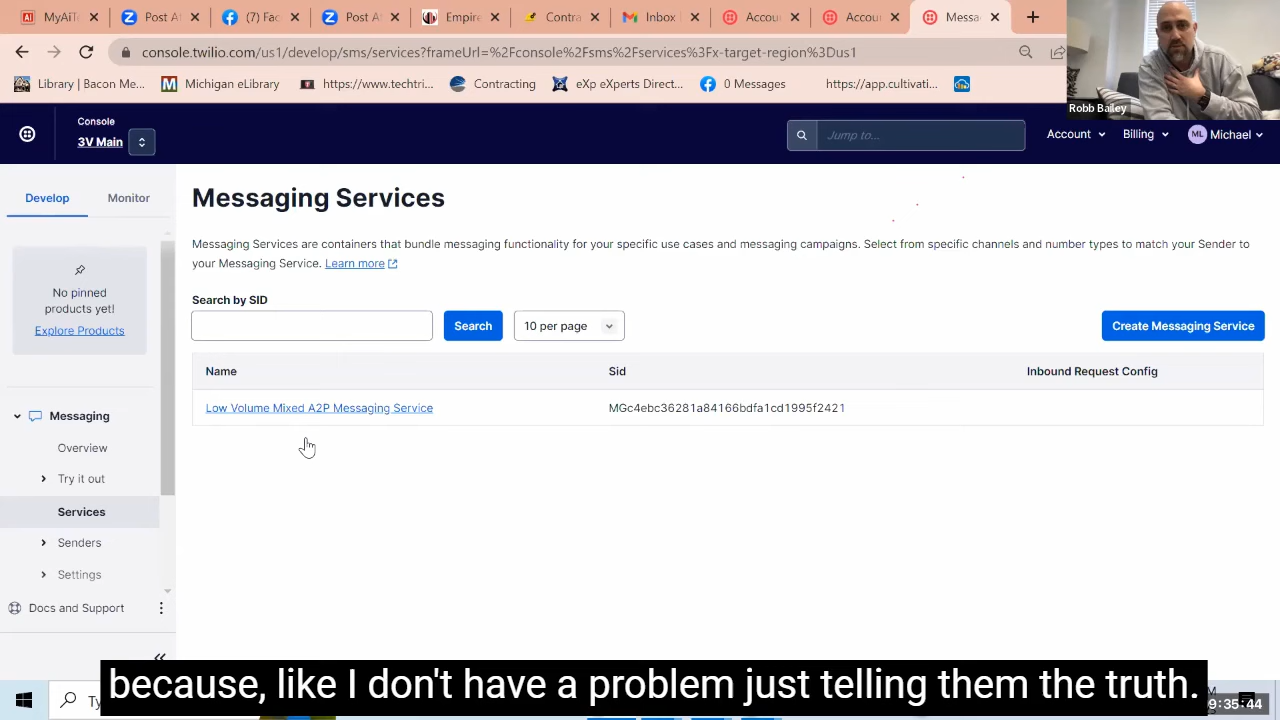 MyAiTe
Post A
(Fac
Post A
Empire
Contra
Inbox
Accou
Accou
Messa
console.twilio.com/us1/develop/sms/services?frameUrl=%2Fconsole%2Fsms%2Fservices%3Fx-target-region%3Dus1
Library | Bacon Me...
Michigan eLibrary
https://www.techtri...
Contracting
eXp eXperts Direct...
0 Messages
https://app.cultivati...
Robb Bailey
Console
3V Main
Jump to...
Account
Billing
ML
Michael
Develop
Monitor
No pinned
products yet!
Explore Products
Messaging
Overview
Try it out
Services
Senders
Settings
Docs and Support
Messaging Services
Messaging Services are containers that bundle messaging functionality for your specific use cases and messaging campaigns. Select from specific channels and number types to match your Sender to
your Messaging Service. Learn more
Search by SID
Search
10 per page
Create Messaging Service
Name Sid Inbound Request Config
Low Volume Mixed A2P Messaging Service MGc4ebc36281a84166bdfa1cd1995f2421
because, like I don't have a problem just telling them the truth.
Ty
9:35:44